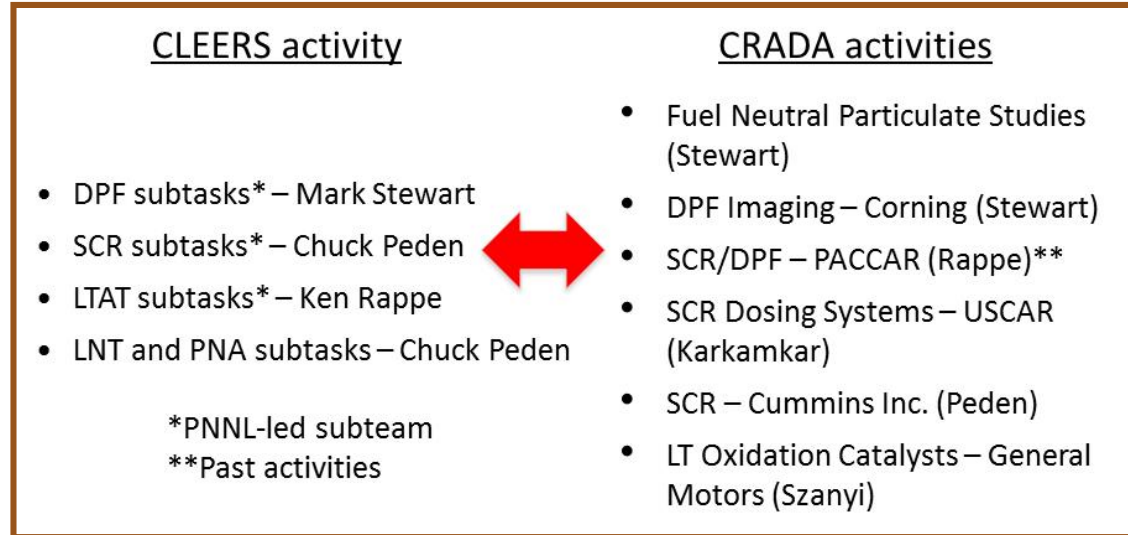 CLEERS activity
• DPF subtasks* – Mark Stewart
• SCR subtasks* – Chuck Peden
• LTAT subtasks* – Ken Rappe
• LNT and PNA subtasks – Chuck Peden
*PNNL-led subteam
**Past activities
CRADA activities
• Fuel Neutral Particulate Studies
(Stewart)
• DPF Imaging – Corning (Stewart)
• SCR/DPF – PACCAR (Rappe)**
• SCR Dosing Systems – USCAR
(Karkamkar)
• SCR – Cummins Inc. (Peden)
• LT Oxidation Catalysts – General
Motors (Szanyi)